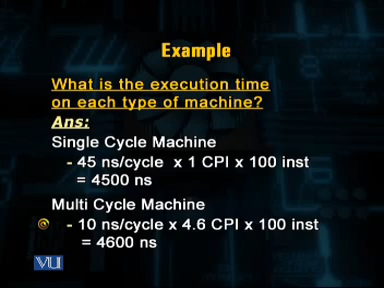 Example
What is the execution time
on each type of machine?
Ans:
Single Cycle Machine
- 45 ns/cycle x 1 CPI x 100 inst
= 4500 ns
Multi Cycle Machine
- 10 ns/cycle x 4.6 CPI x 100 inst
= 4600 ns
VU